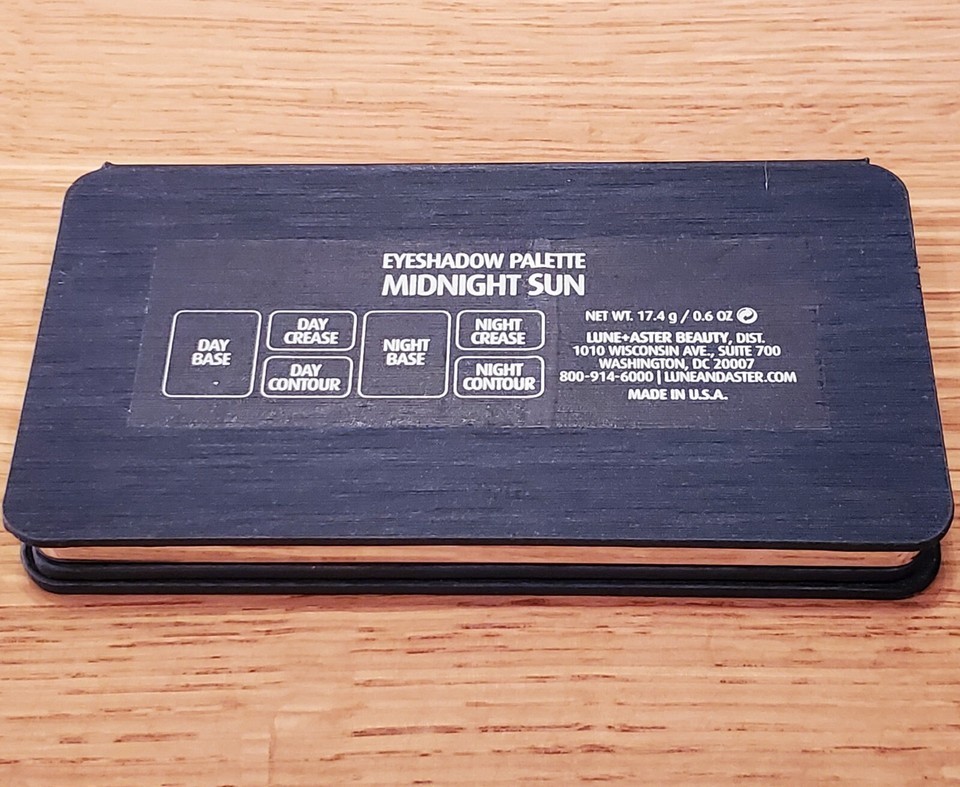 EYESHADOW PALETTE
MIDNIGHT SUN
DAY
BASE
DAY
CREASE
DAY
CONTOUR
NIGHT
BASE
NIGHT
CREASE
NIGHT
CONTOUR
NET WT. 17.4 g / 0.6 OZ
LUNE+ASTER BEAUTY, DIST.
1010 WISCONSIN AVE., SUITE 700
WASHINGTON, DC 20007
800-914-6000 | LUNEANDASTER.COM
MADE IN U.S.A.